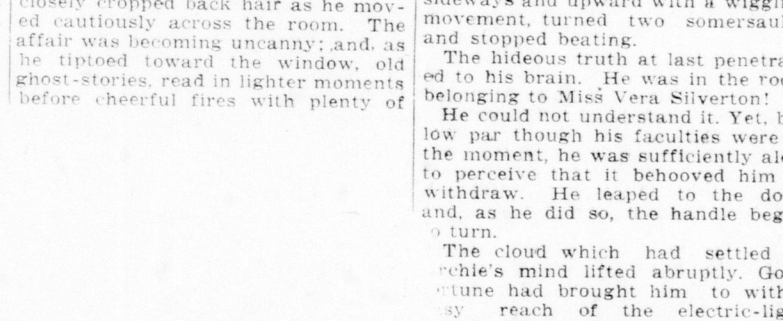 closely cropped back hair as he mov-
ed cautiously across the room. The
affair was becoming uncanny; and, as
he tiptoed toward the window, old
ghost-stories, read in lighter moments
before cheerful fires with plenty of
sideways and upward with a wiggli
movement, turned two somersau
and stopped beating.
The hideous truth at last penetra
ed to his brain. He was in the roo
belonging to Miss Vera Silverton!
He could not understand it. Yet, b
low par though his faculties were
the moment, he was sufficiently ale
to perceive that it behooved him
withdraw. He leaped to the do
and, as he did so, the handle beg
o turn.
The cloud which had settled
rchie's mind lifted abruptly. Go
rtune had brought him to with
sy reach of the electric-lig